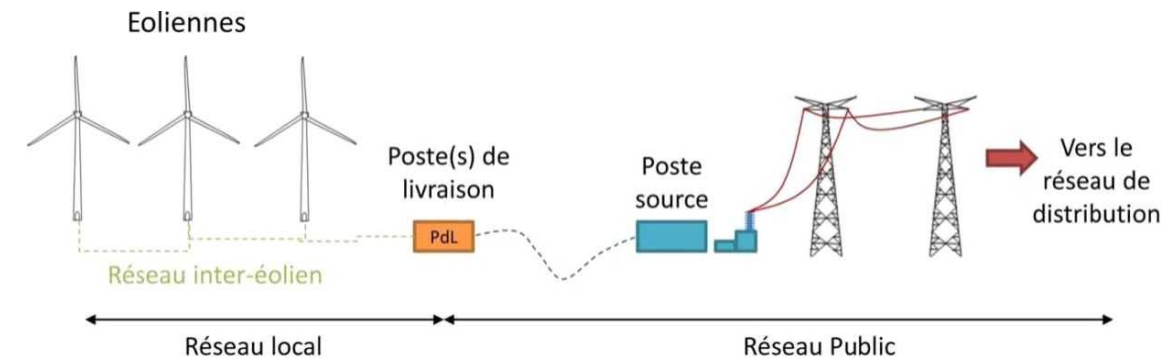 Eoliennes
Poste(s) de
livraison
Poste
source
Vers le
réseau de
distribution
PdL
Réseau inter-éolien
Réseau local
Réseau Public